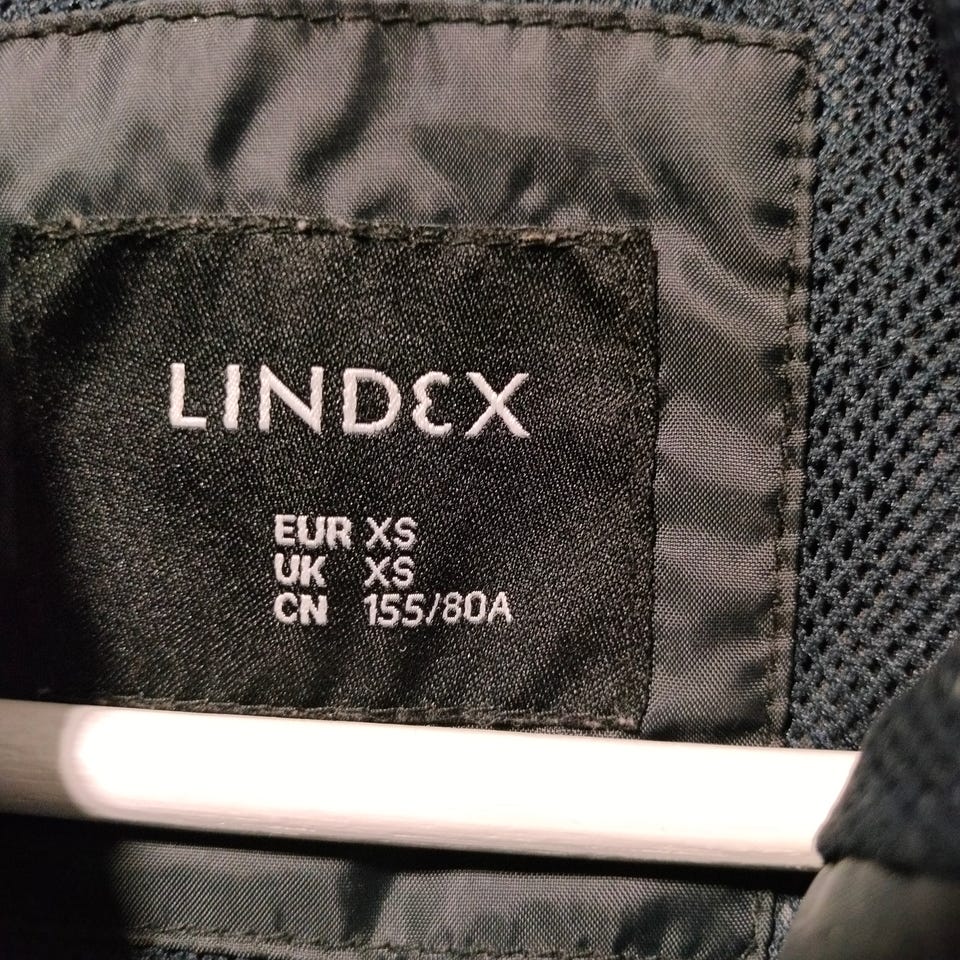 LINDEX
EUR XS
UK XS
CN 155/80A